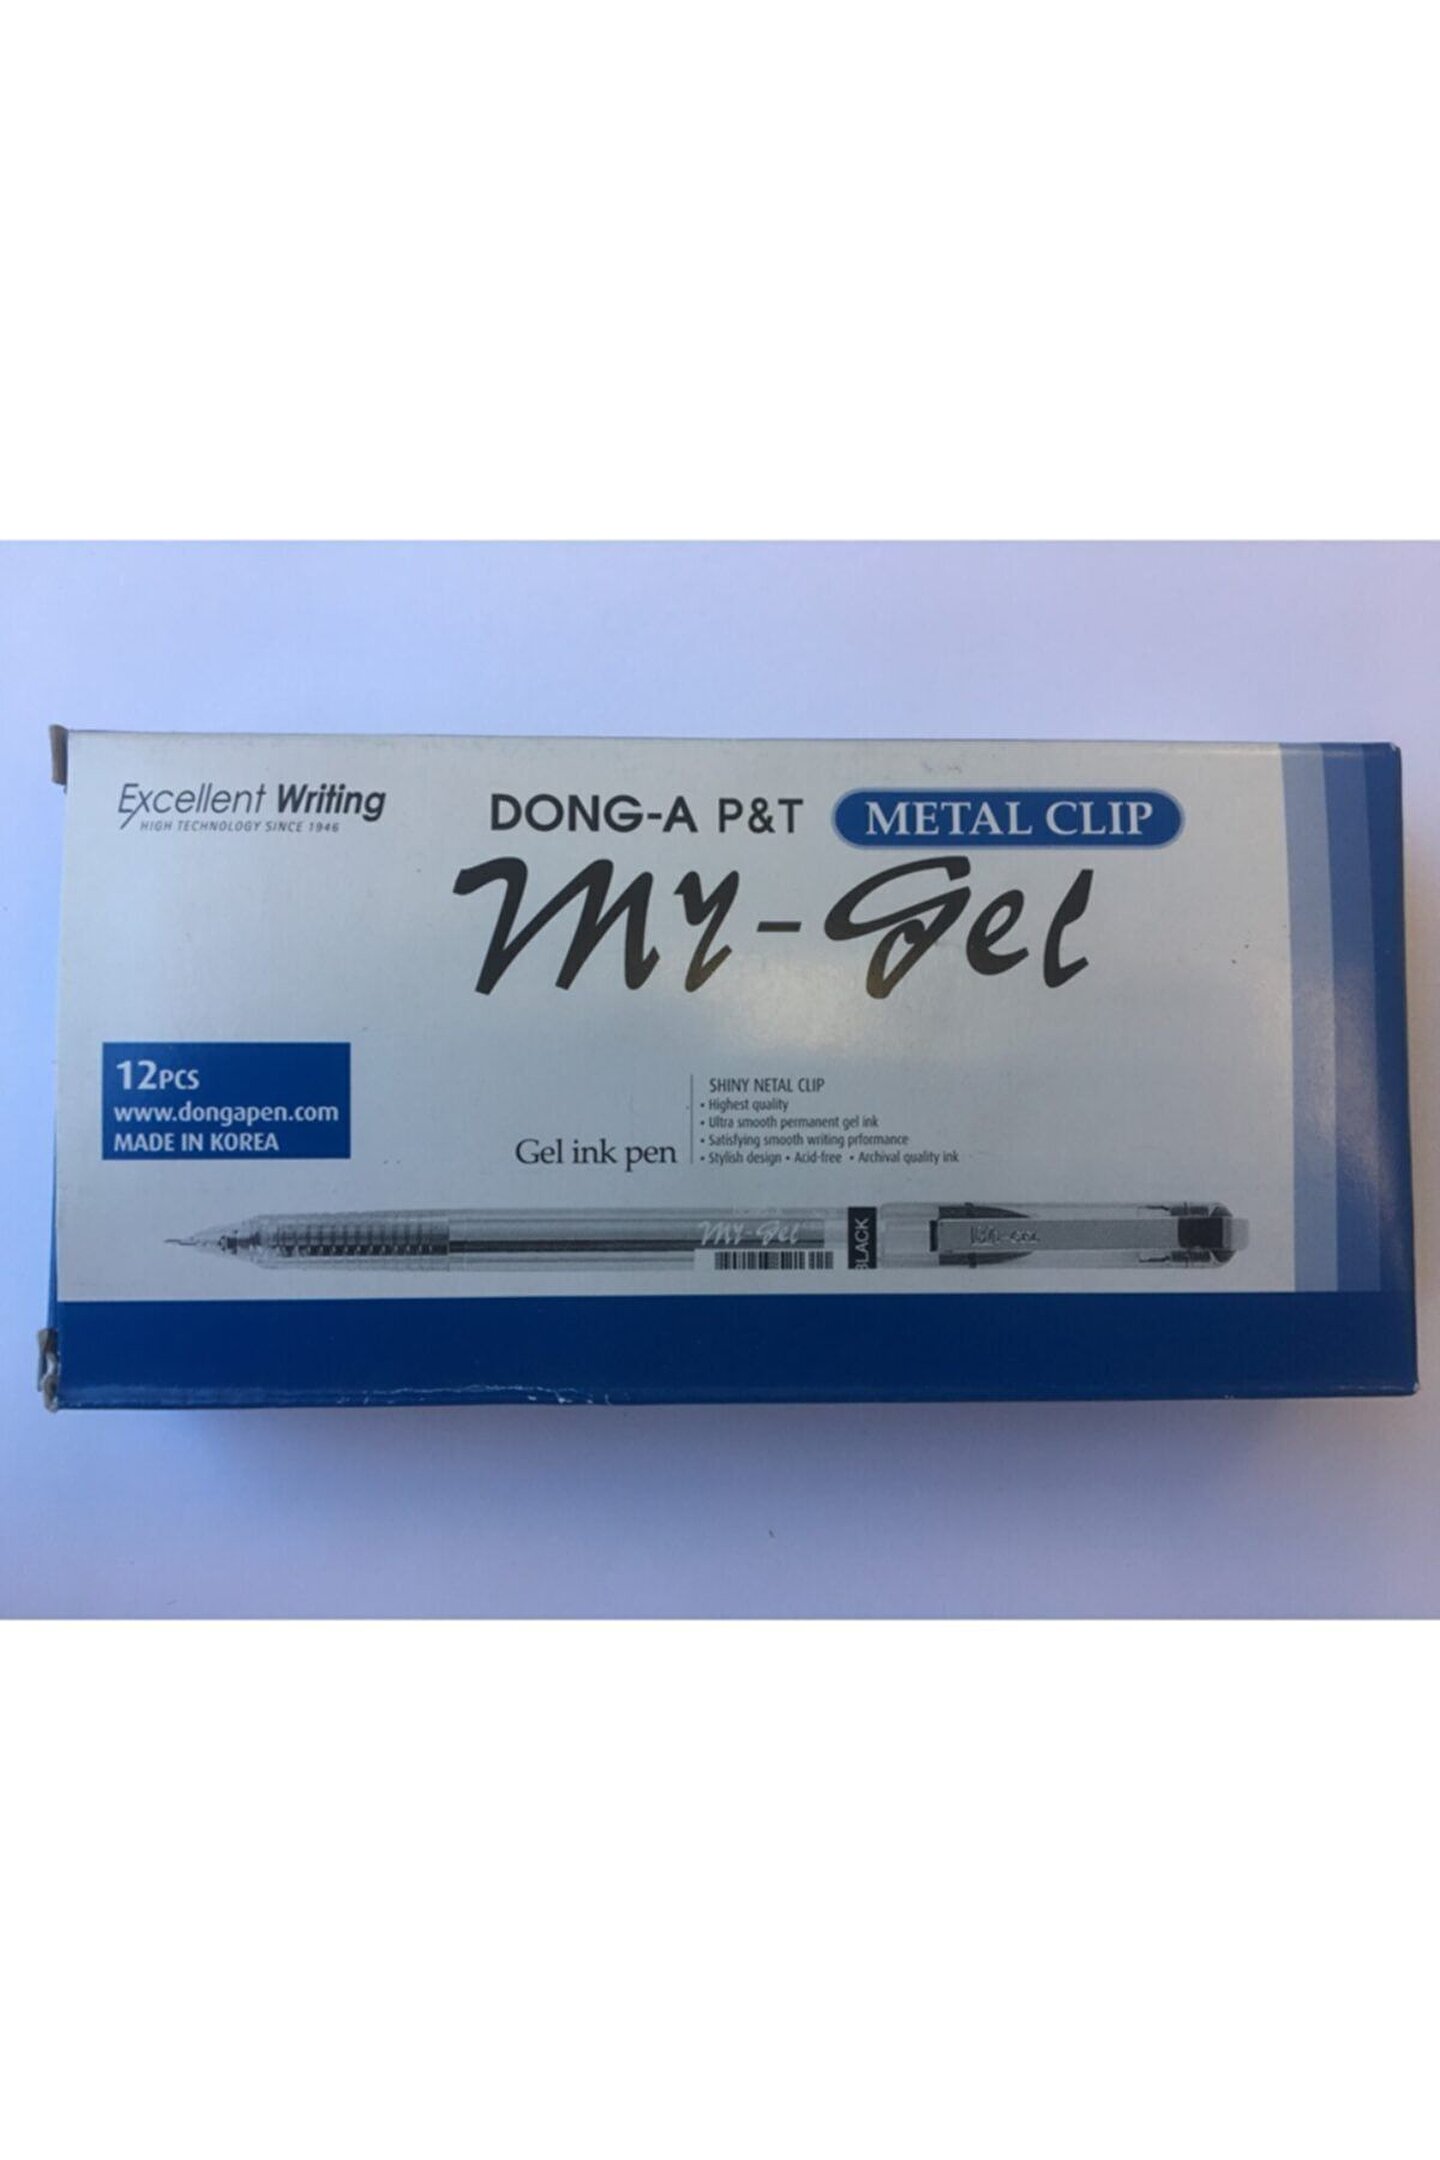 Excellent Writing
HIGH TECHNOLOGY SINCE 1946
DONG-A P&T METAL CLIP
My-Gel
12PCS
www.dongapen.com
MADE IN KOREA
Gel ink pen
SHINY NETAL CLIP
• Highest quality
• Ultra smooth permanent gel ink
• Satisfying smooth writing prformance
• Stylish design • Acid-free • Archival quality ink
My-Gel
BLACK
My-Gel